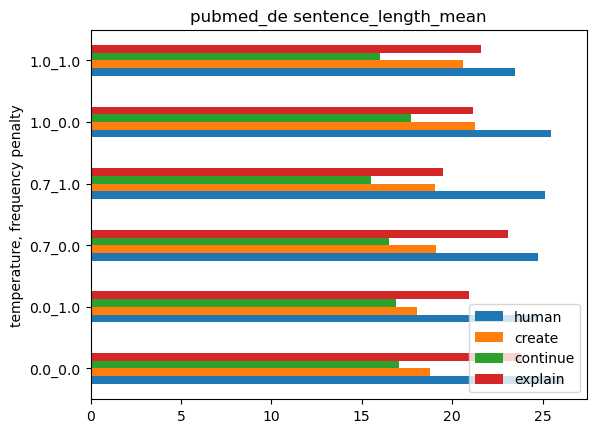 pubmed_de sentence_length_mean
temperature, frequency penalty
1.0_1.0
1.0_0.0
0.7_1.0
0.7_0.0
0.0_1.0
0.0_0.0
human
create
continue
explain
0 5 10 15 20 25